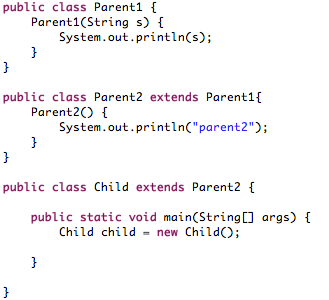 public class Parent1 {
    Parent1(String s) {
        System.out.println(s);
    }
}

public class Parent2 extends Parent1{
    Parent2() {
        System.out.println("parent2");
    }
}

public class Child extends Parent2 {

    public static void main(String[] args) {
        Child child = new Child();

    }

}